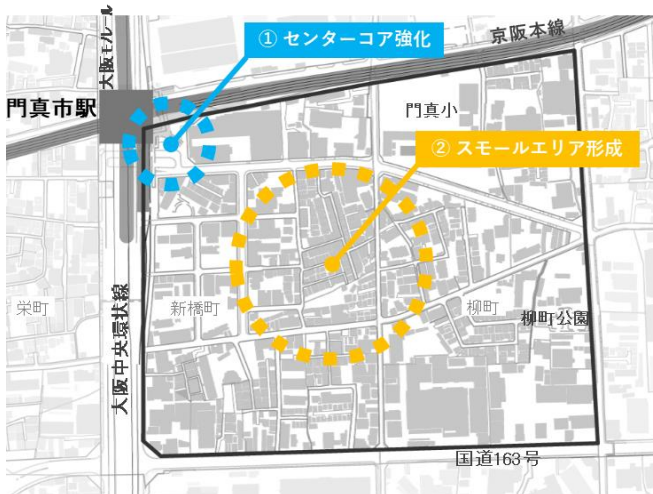 ① センターコア強化
京阪本線
大阪モノレール
門真市駅
門真小
② スモールエリア形成
栄町
新橋町
柳町
柳町公園
大阪中央環状線
国道163号